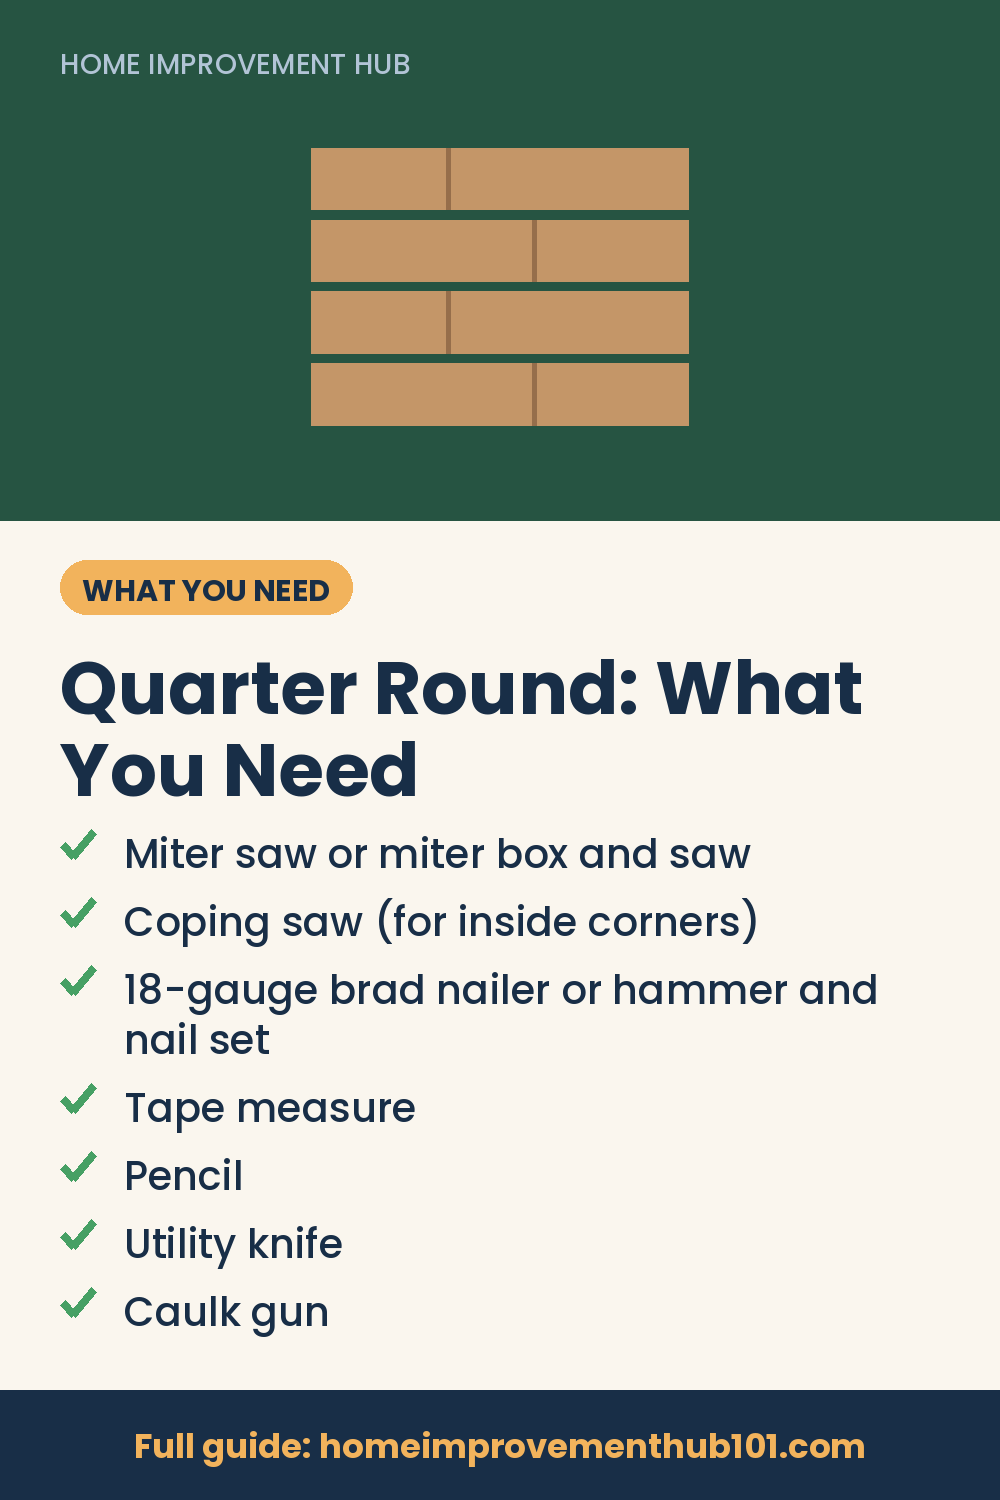 HOME IMPROVEMENT HUB
WHAT YOU NEED
Quarter Round: What
You Need
Miter saw or miter box and saw
Coping saw (for inside corners)
18-gauge brad nailer or hammer and
nail set
Tape measure
Pencil
Utility knife
Caulk gun
Full guide: homeimprovementhub101.com